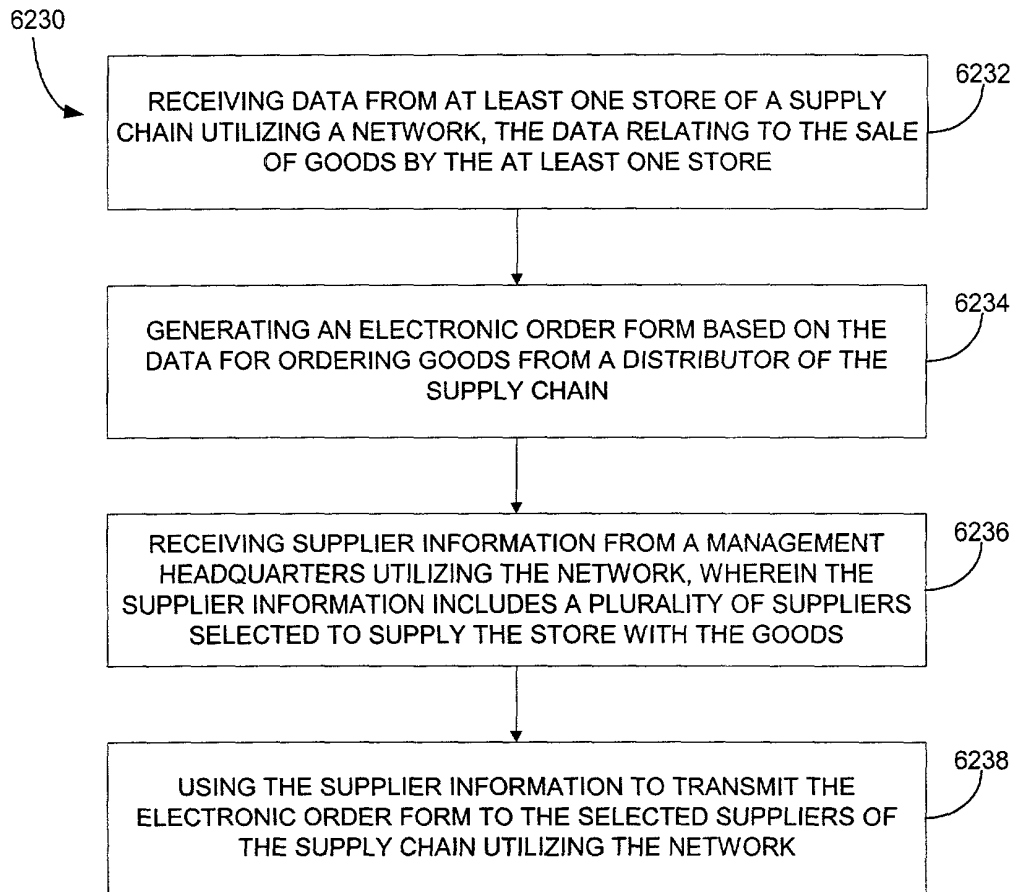 6230
6232
RECEIVING DATA FROM AT LEAST ONE STORE OF A SUPPLY
CHAIN UTILIZING A NETWORK, THE DATA RELATING TO THE SALE
OF GOODS BY THE AT LEAST ONE STORE
6234
GENERATING AN ELECTRONIC ORDER FORM BASED ON THE
DATA FOR ORDERING GOODS FROM A DISTRIBUTOR OF THE
SUPPLY CHAIN
6236
RECEIVING SUPPLIER INFORMATION FROM A MANAGEMENT
HEADQUARTERS UTILIZING THE NETWORK, WHEREIN THE
SUPPLIER INFORMATION INCLUDES A PLURALITY OF SUPPLIERS
SELECTED TO SUPPLY THE STORE WITH THE GOODS
6238
USING THE SUPPLIER INFORMATION TO TRANSMIT THE
ELECTRONIC ORDER FORM TO THE SELECTED SUPPLIERS OF
THE SUPPLY CHAIN UTILIZING THE NETWORK